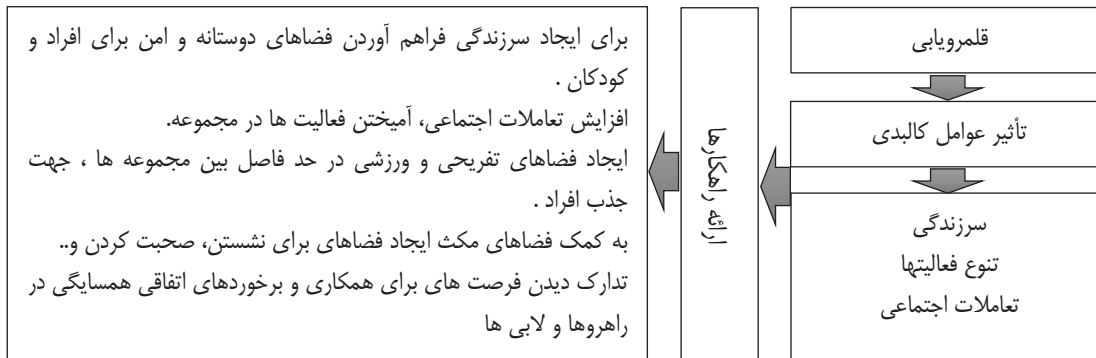 قلمرویابی
تأثیر عوامل کالبدی
سرزندگی
تنوع فعالیتها
تعاملات اجتماعی
ارائه راهکارها
برای ایجاد سرزندگی فراهم آوردن فضاهای دوستانه و امن برای افراد و
کودکان .
افزایش تعاملات اجتماعی، آمیختن فعالیت ها در مجموعه.
ایجاد فضاهای تفریحی و ورزشی در حد فاصل بین مجموعه ها ، جهت
جذب افراد .
به کمک فضاهای مکث ایجاد فضاهای برای نشستن، صحبت کردن و..
تدارک دیدن فرصت های برای همکاری و برخوردهای اتفاقی همسایگی در
راهروها و لابی ها